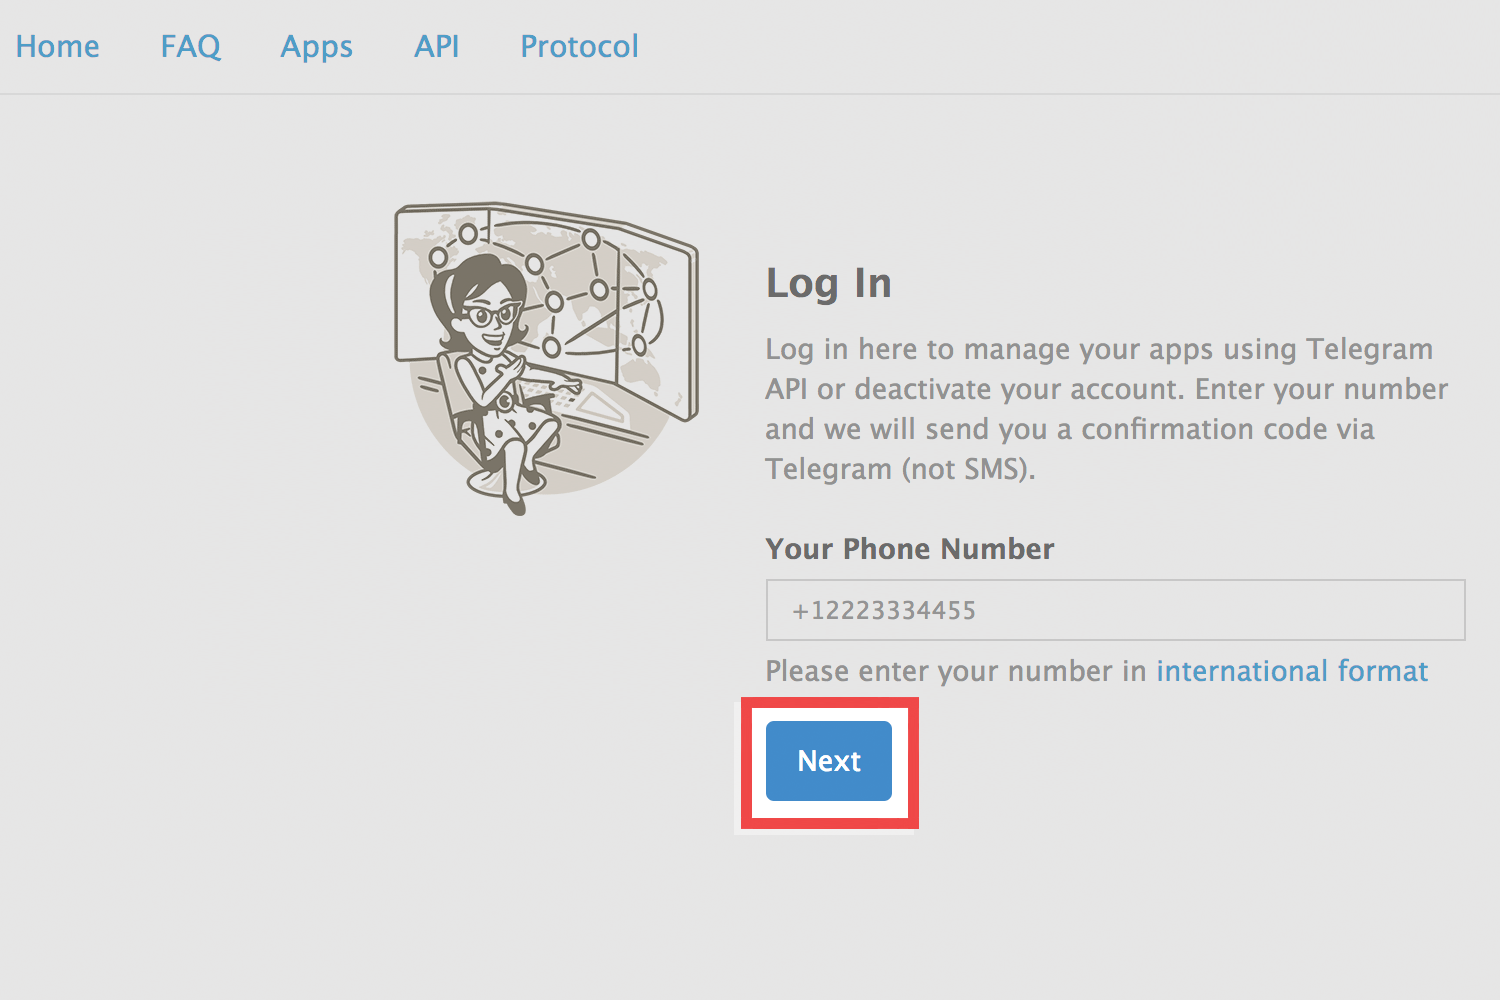 Home FAQ Apps API Protocol
Log In
Log in here to manage your apps using Telegram
API or deactivate your account. Enter your number
and we will send you a confirmation code via
Telegram (not SMS).
Your Phone Number
+12223334455
Please enter your number in international format
Next